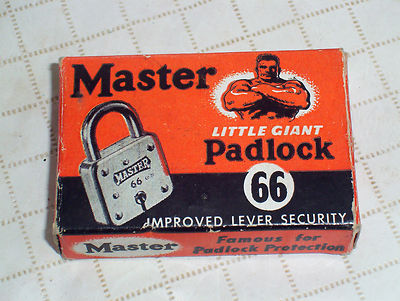 Master
LITTLE GIANT
Padlock
66
MASTER
66
IMPROVED LEVER SECURITY
Master
Famous for
Padlock Protection